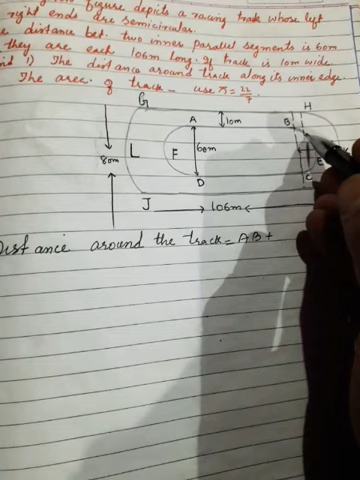 figure depicts a racing track whose left
right ends are semicircular.
distance bet. two inner parallel segments is 60m
they are each 106m long. If track is 10m wide
1) The distance around track along its inner edge.
The area of track - use π = 22/7
G H
A 10m B
80m L F 60m E
D C
J 106m
Distance around the track = AB +